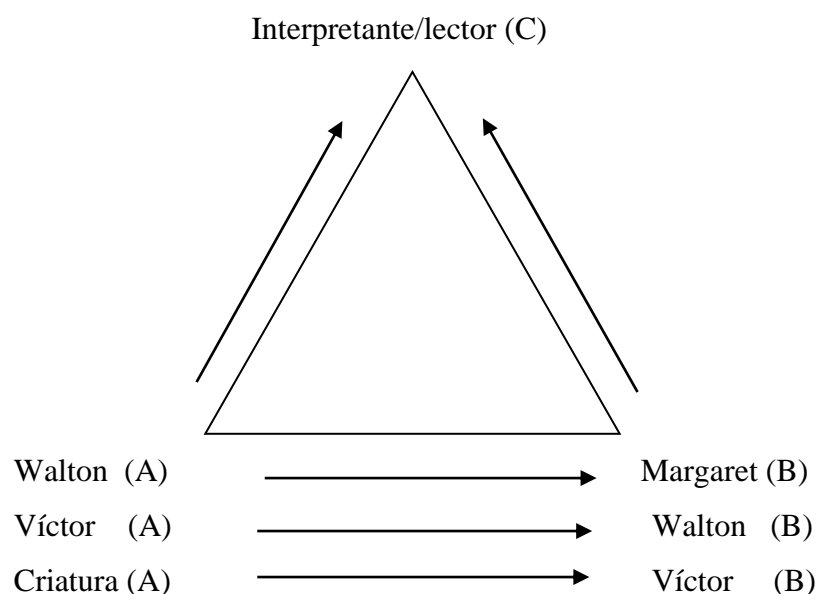 Interpretante/lector (C)
Walton (A) Margaret (B)
Víctor (A) Walton (B)
Criatura (A) Víctor (B)